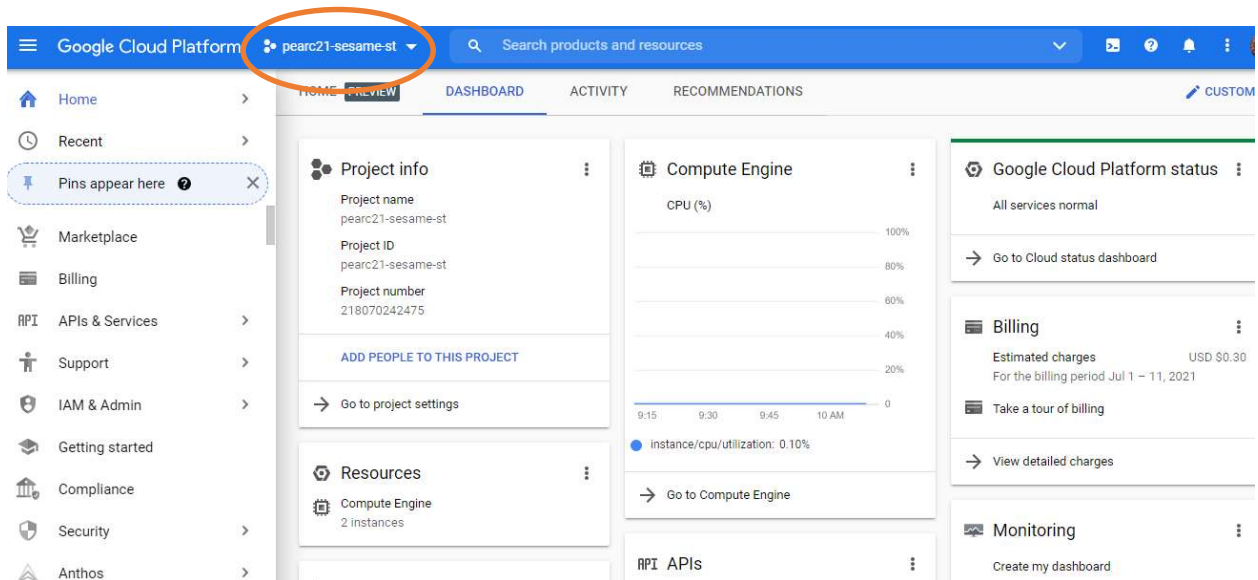 Google Cloud Platform
pearc21-sesame-st
Search products and resources
Home
Recent
Pins appear here
Marketplace
Billing
API APIs & Services
Support
IAM & Admin
Getting started
Compliance
Security
Anthos
HOME PREVIEW
DASHBOARD
ACTIVITY
RECOMMENDATIONS
CUSTOM
Project info
Project name
pearc21-sesame-st
Project ID
pearc21-sesame-st
Project number
218070242475
ADD PEOPLE TO THIS PROJECT
Go to project settings
Resources
Compute Engine
2 instances
Compute Engine
CPU (%)
100%
80%
60%
40%
20%
0
9:15 9:30 9:45 10 AM
instance/cpu/utilization: 0.10%
Go to Compute Engine
API APIs
Google Cloud Platform status
All services normal
Go to Cloud status dashboard
Billing
Estimated charges USD $0.30
For the billing period Jul 1 – 11, 2021
Take a tour of billing
View detailed charges
Monitoring
Create my dashboard